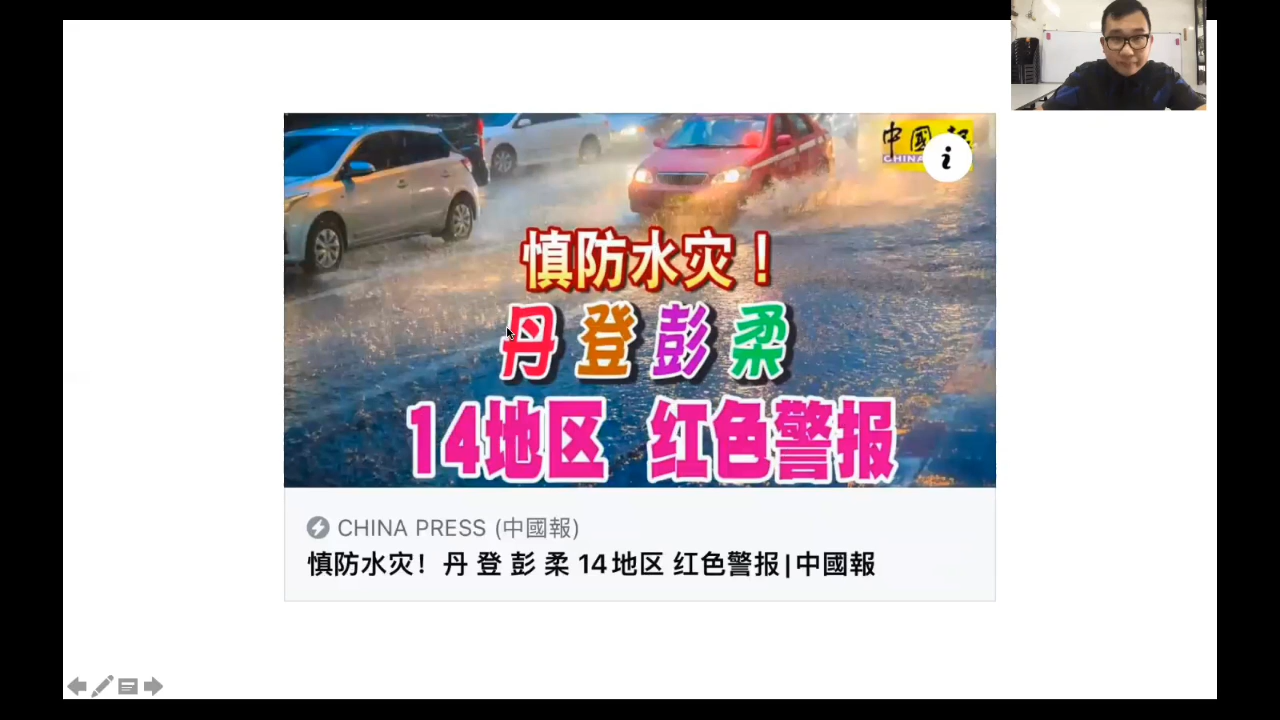 中國報
CHINA
慎防水灾！
丹 登 彭 柔
14地区 红色警报
CHINA PRESS (中國報)
慎防水灾！丹 登 彭 柔 14地区 红色警报|中國報